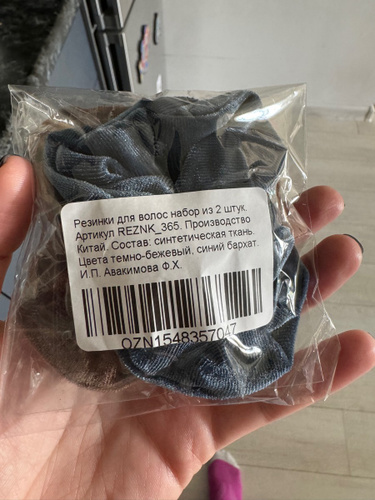 Резинки для волос набор из 2 штук.
Артикул REZNK_365. Производство
Китай. Состав: синтетическая ткань.
Цвета темно-бежевый, синий бархат.
И.П. Авакимова Ф.Х.
OZN1548357047